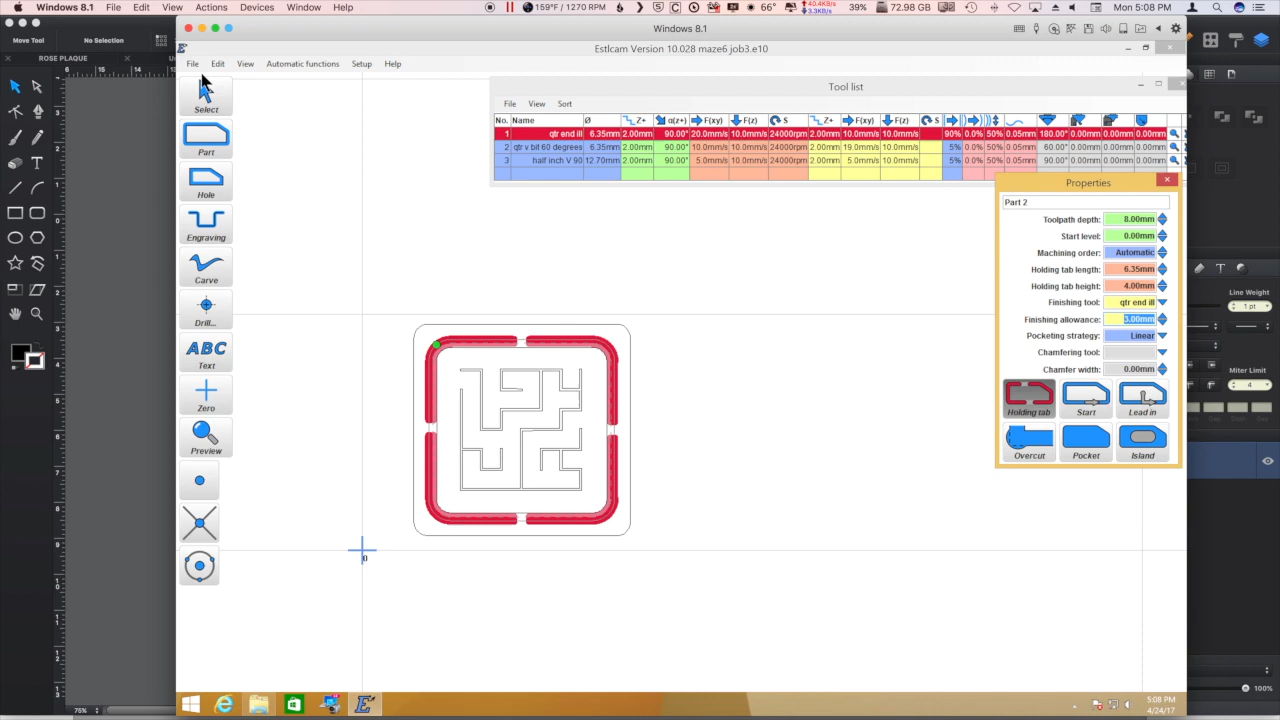 Windows 8.1 File Edit View Actions Devices Window Help 159°F / 1270 RPM 66° 40.4KB/s 3.3KB/s 39% 72.98 GB Mon 5:08 PM
Move Tool No Selection
Windows 8.1
Estlcam Version 10.028 maze6 job3.e10
ROSE PLAQUE
File Edit View Automatic functions Setup Help
Select
Part
Hole
Engraving
Carve
Drill...
ABC
Text
Zero
Preview
Tool list
File View Sort
No. Name Ø Z+ α(z+) F(xy) F(z) S Z+ F(xy) F(z) S
1 qtr end ill 6.35mm 2.00mm 90.00° 20.0mm/s 10.0mm/s 24000rpm 2.00mm 10.0mm/s 10.0mm/s 90% 0.0% 50% 0.05mm 180.00° 0.00mm 0.00mm 0.00mm
2 qtr v bit 60 degrees 6.35mm 2.00mm 90.00° 10.0mm/s 10.0mm/s 24000rpm 2.00mm 19.0mm/s 10.0mm/s 5% 0.0% 50% 0.05mm 60.00° 0.00mm 0.00mm 0.00mm
3 half inch V 90 12.70mm 2.00mm 90.00° 5.0mm/s 10.0mm/s 24000rpm 2.00mm 5.0mm/s 10.0mm/s 5% 0.0% 50% 0.05mm 90.00° 0.00mm 0.00mm 0.00mm
Properties
Part 2
Toolpath depth: 8.00mm
Start level: 0.00mm
Machining order: Automatic
Holding tab length: 6.35mm
Holding tab height: 4.00mm
Finishing tool: qtr end ill
Finishing allowance: 3.00mm
Pocketing strategy: Linear
Chamfering tool:
Chamfer width: 0.00mm
Holding tab Start Lead in
Overcut Pocket Island
0
Line Weight
1 pt
Miter Limit
4
100%
75%
5:08 PM
4/24/17